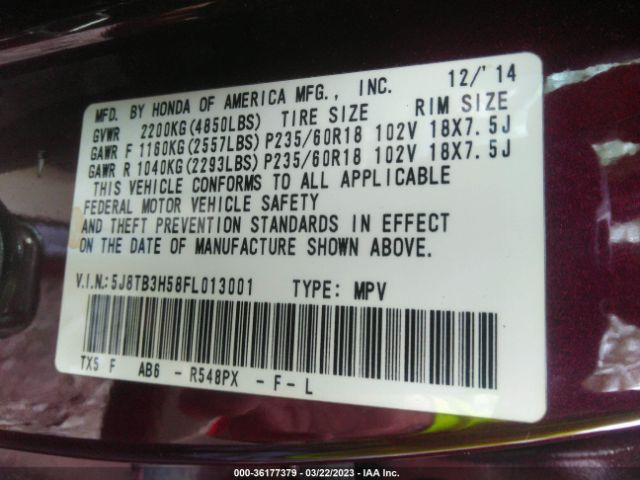 MFD. BY HONDA OF AMERICA MFG., INC. 12/'14
GVWR 2200KG(4850LBS) TIRE SIZE RIM SIZE
GAWR F 1160KG(2557LBS) P235/60R18 102V 18X7.5J
GAWR R 1040KG(2293LBS) P235/60R18 102V 18X7.5J
THIS VEHICLE CONFORMS TO ALL APPLICABLE
FEDERAL MOTOR VEHICLE SAFETY
AND THEFT PREVENTION STANDARDS IN EFFECT
ON THE DATE OF MANUFACTURE SHOWN ABOVE.
V.I.N.:5J8TB3H58FL013001 TYPE: MPV
TX5 F AB6 - R548PX - F - L
000-36177379 - 03/22/2023 - IAA Inc.